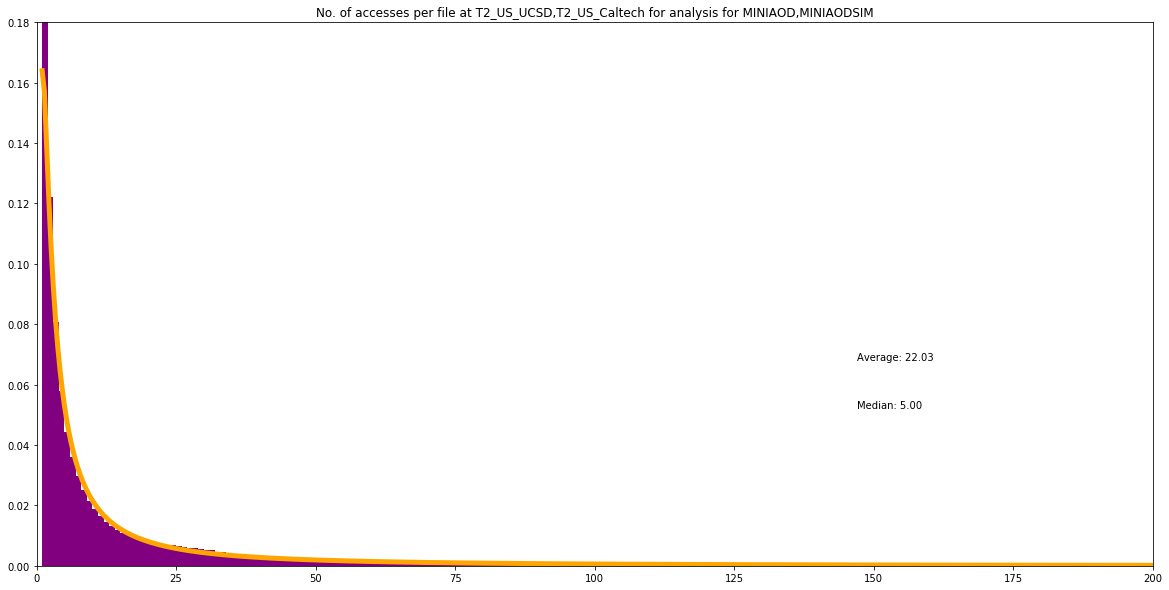 No. of accesses per file at T2_US_UCSD,T2_US_Caltech for analysis for MINIAOD,MINIAODSIM
0.18
0.16
0.14
0.12
0.10
0.08
Average: 22.03
0.06
Median: 5.00
0.04
0.02
0.00
0 25 50 75 100 125 150 175 200